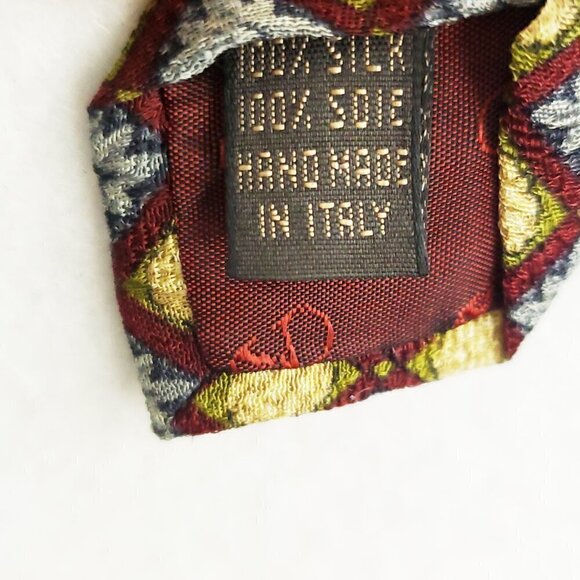 100% SILK
100% SOIE
HAND MADE
IN ITALY